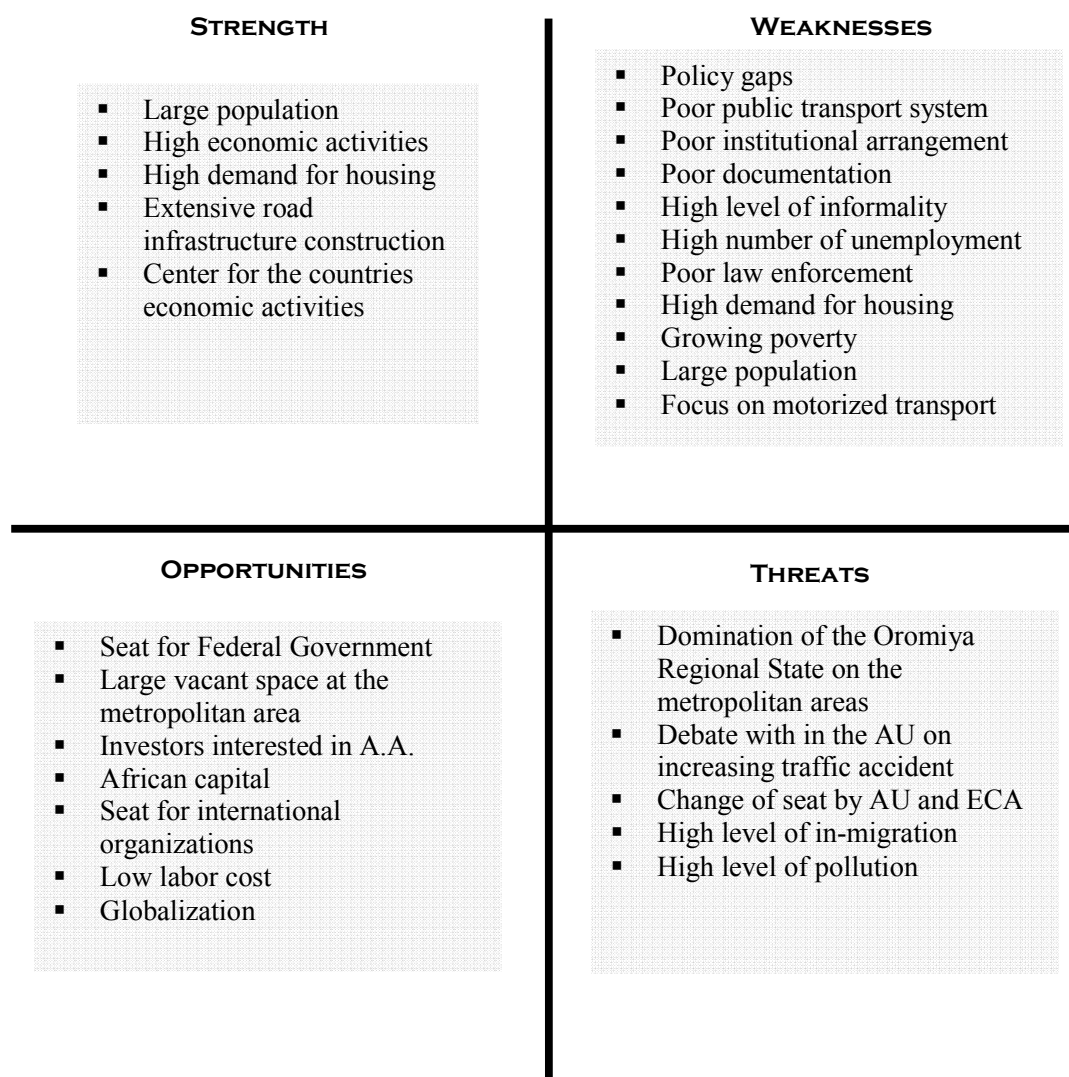 STRENGTH
▪ Large population
▪ High economic activities
▪ High demand for housing
▪ Extensive road
infrastructure construction
▪ Center for the countries
economic activities
WEAKNESSES
▪ Policy gaps
▪ Poor public transport system
▪ Poor institutional arrangement
▪ Poor documentation
▪ High level of informality
▪ High number of unemployment
▪ Poor law enforcement
▪ High demand for housing
▪ Growing poverty
▪ Large population
▪ Focus on motorized transport
OPPORTUNITIES
▪ Seat for Federal Government
▪ Large vacant space at the
metropolitan area
▪ Investors interested in A.A.
▪ African capital
▪ Seat for international
organizations
▪ Low labor cost
▪ Globalization
THREATS
▪ Domination of the Oromiya
Regional State on the
metropolitan areas
▪ Debate with in the AU on
increasing traffic accident
▪ Change of seat by AU and ECA
▪ High level of in-migration
▪ High level of pollution